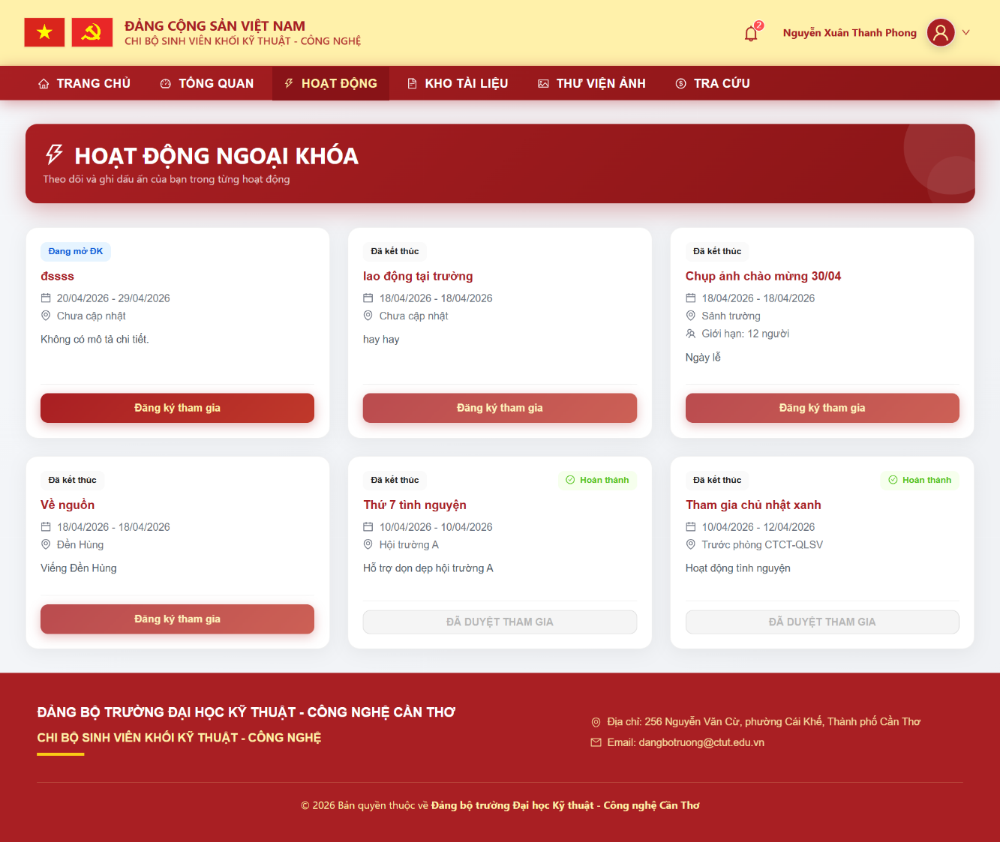 ĐẢNG CỘNG SẢN VIỆT NAM
CHI BỘ SINH VIÊN KHỐI KỸ THUẬT - CÔNG NGHỆ
2
Nguyễn Xuân Thanh Phong
TRANG CHỦ
TỔNG QUAN
HOẠT ĐỘNG
KHO TÀI LIỆU
THƯ VIỆN ẢNH
TRA CỨU
HOẠT ĐỘNG NGOẠI KHÓA
Theo dõi và ghi dấu ấn của bạn trong từng hoạt động
Đang mở ĐK
đssss
20/04/2026 - 29/04/2026
Chưa cập nhật
Không có mô tả chi tiết.
Đăng ký tham gia
Đã kết thúc
lao động tại trường
18/04/2026 - 18/04/2026
Chưa cập nhật
hay hay
Đăng ký tham gia
Đã kết thúc
Chụp ảnh chào mừng 30/04
18/04/2026 - 18/04/2026
Sảnh trường
Giới hạn: 12 người
Ngày lễ
Đăng ký tham gia
Đã kết thúc
Về nguồn
18/04/2026 - 18/04/2026
Đền Hùng
Viếng Đền Hùng
Đăng ký tham gia
Đã kết thúc
Hoàn thành
Thứ 7 tình nguyện
10/04/2026 - 10/04/2026
Hội trường A
Hỗ trợ dọn dẹp hội trường A
ĐÃ DUYỆT THAM GIA
Đã kết thúc
Hoàn thành
Tham gia chủ nhật xanh
10/04/2026 - 12/04/2026
Trước phòng CTCT-QLSV
Hoạt động tình nguyện
ĐÃ DUYỆT THAM GIA
ĐẢNG BỘ TRƯỜNG ĐẠI HỌC KỸ THUẬT - CÔNG NGHỆ CẦN THƠ
CHI BỘ SINH VIÊN KHỐI KỸ THUẬT - CÔNG NGHỆ
Địa chỉ: 256 Nguyễn Văn Cừ, phường Cái Khế, Thành phố Cần Thơ
Email: dangbotruong@ctut.edu.vn
© 2026 Bản quyền thuộc về Đảng bộ trường Đại học Kỹ thuật - Công nghệ Cần Thơ